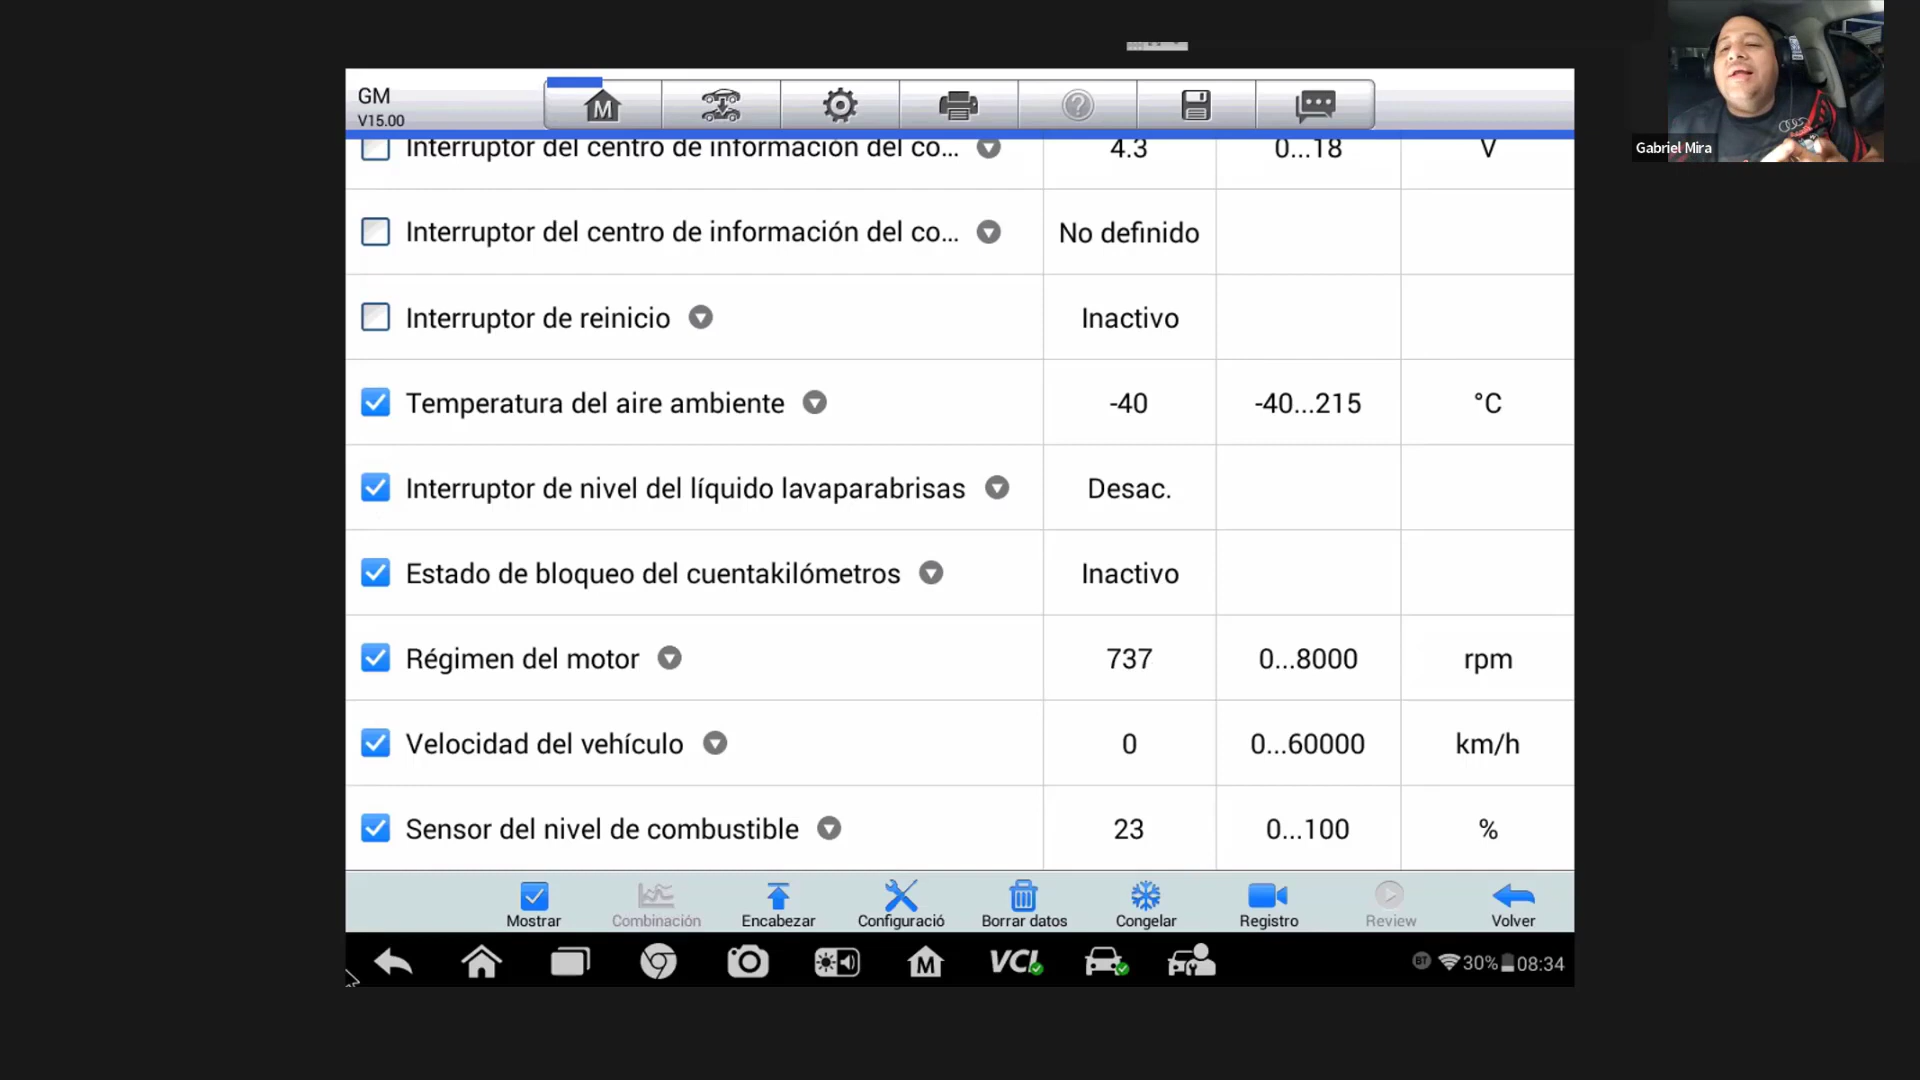 GM
V15.00
M
?
Gabriel Mira
Interruptor del centro de información del co... 4.3 0...18 V
Interruptor del centro de información del co... No definido
Interruptor de reinicio Inactivo
Temperatura del aire ambiente -40 -40...215 °C
Interruptor de nivel del líquido lavaparabrisas Desac.
Estado de bloqueo del cuentakilómetros Inactivo
Régimen del motor 737 0...8000 rpm
Velocidad del vehículo 0 0...60000 km/h
Sensor del nivel de combustible 23 0...100 %
Mostrar Combinación Encabezar Configuració Borrar datos Congelar Registro Review Volver
M VCI BT 30% 08:34